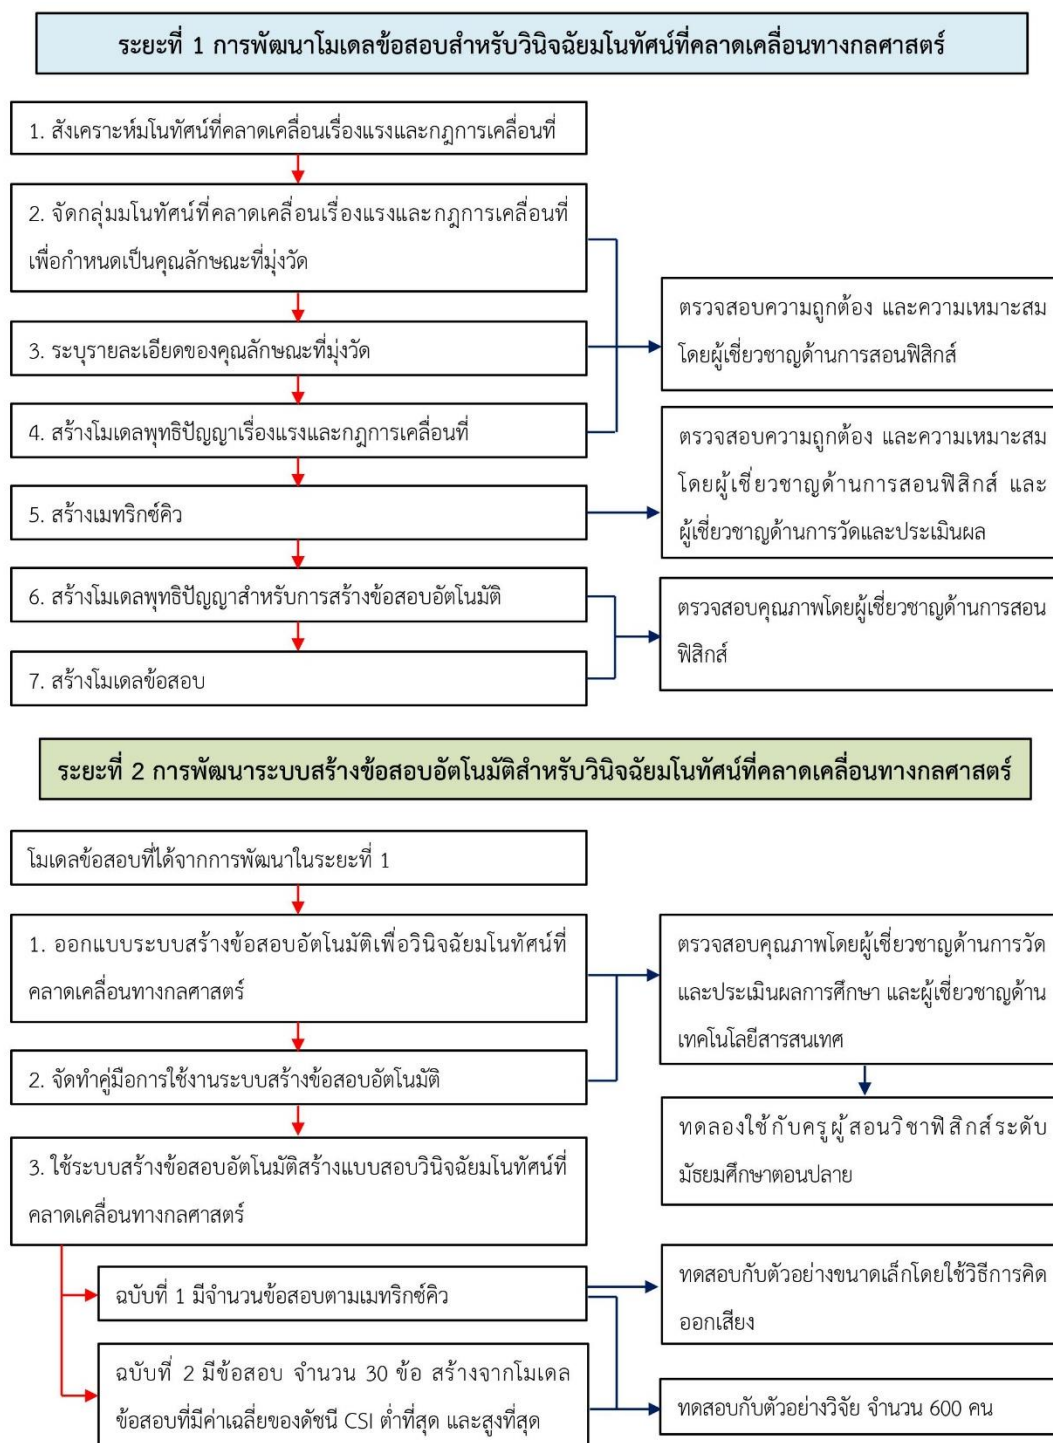 ระยะที่ 1 การพัฒนาโมเดลข้อสอบสำหรับวินิจฉัยมโนทัศน์ที่คลาดเคลื่อนทางกลศาสตร์
1. สังเคราะห์มโนทัศน์ที่คลาดเคลื่อนเรื่องแรงและกฎการเคลื่อนที่
2. จัดกลุ่มมโนทัศน์ที่คลาดเคลื่อนเรื่องแรงและกฎการเคลื่อนที่
เพื่อกำหนดเป็นคุณลักษณะที่มุ่งวัด
3. ระบุรายละเอียดของคุณลักษณะที่มุ่งวัด
4. สร้างโมเดลพุทธิปัญญาเรื่องแรงและกฎการเคลื่อนที่
ตรวจสอบความถูกต้อง และความเหมาะสม
โดยผู้เชี่ยวชาญด้านการสอนฟิสิกส์
5. สร้างเมทริกซ์คิว
ตรวจสอบความถูกต้อง และความเหมาะสม
โดยผู้เชี่ยวชาญด้านการสอนฟิสิกส์ และ
ผู้เชี่ยวชาญด้านการวัดและประเมินผล
6. สร้างโมเดลพุทธิปัญญาสำหรับการสร้างข้อสอบอัตโนมัติ
7. สร้างโมเดลข้อสอบ
ตรวจสอบคุณภาพโดยผู้เชี่ยวชาญด้านการสอน
ฟิสิกส์
ระยะที่ 2 การพัฒนาระบบสร้างข้อสอบอัตโนมัติสำหรับวินิจฉัยมโนทัศน์ที่คลาดเคลื่อนทางกลศาสตร์
โมเดลข้อสอบที่ได้จากการพัฒนาในระยะที่ 1
1. ออกแบบระบบสร้างข้อสอบอัตโนมัติเพื่อวินิจฉัยมโนทัศน์ที่
คลาดเคลื่อนทางกลศาสตร์
2. จัดทำคู่มือการใช้งานระบบสร้างข้อสอบอัตโนมัติ
ตรวจสอบคุณภาพโดยผู้เชี่ยวชาญด้านการวัด
และประเมินผลการศึกษา และผู้เชี่ยวชาญด้าน
เทคโนโลยีสารสนเทศ
ทดลองใช้กับครูผู้สอนวิชาฟิสิกส์ระดับ
มัธยมศึกษาตอนปลาย
3. ใช้ระบบสร้างข้อสอบอัตโนมัติสร้างแบบสอบวินิจฉัยมโนทัศน์ที่
คลาดเคลื่อนทางกลศาสตร์
ฉบับที่ 1 มีจำนวนข้อสอบตามเมทริกซ์คิว
ทดสอบกับตัวอย่างขนาดเล็กโดยใช้วิธีการคิด
ออกเสียง
ฉบับที่ 2 มีข้อสอบ จำนวน 30 ข้อ สร้างจากโมเดล
ข้อสอบที่มีค่าเฉลี่ยของดัชนี CSI ต่ำที่สุด และสูงที่สุด
ทดสอบกับตัวอย่างวิจัย จำนวน 600 คน